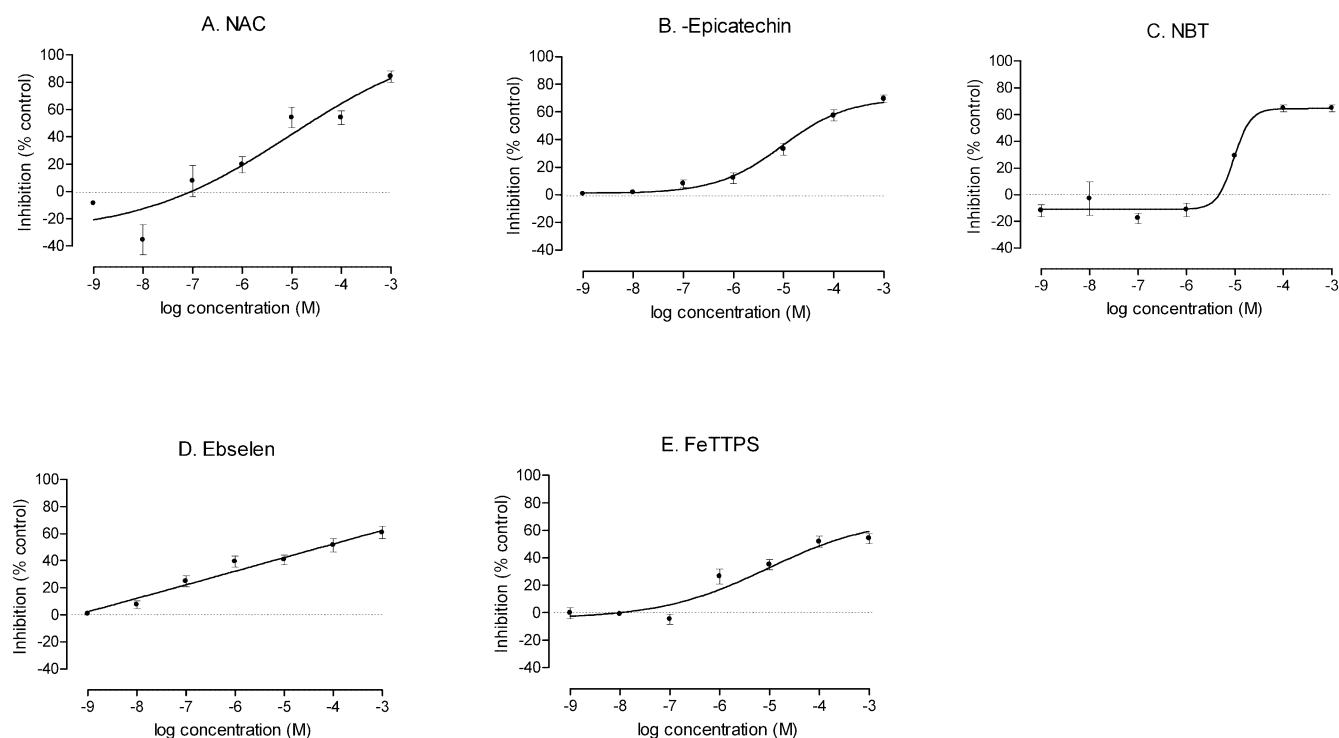 A. NAC
Inhibition (% control)
100
80
60
40
20
0
-20
-40
-9 -8 -7 -6 -5 -4 -3
log concentration (M)
B. -Epicatechin
Inhibition (% control)
100
80
60
40
20
0
-20
-40
-9 -8 -7 -6 -5 -4 -3
log concentration (M)
C. NBT
Inhibition (% control)
100
80
60
40
20
0
-20
-40
-9 -8 -7 -6 -5 -4 -3
log concentration (M)
D. Ebselen
Inhibition (% control)
100
80
60
40
20
0
-20
-40
-9 -8 -7 -6 -5 -4 -3
log concentration (M)
E. FeTTPS
Inhibition (% control)
100
80
60
40
20
0
-20
-40
-9 -8 -7 -6 -5 -4 -3
log concentration (M)